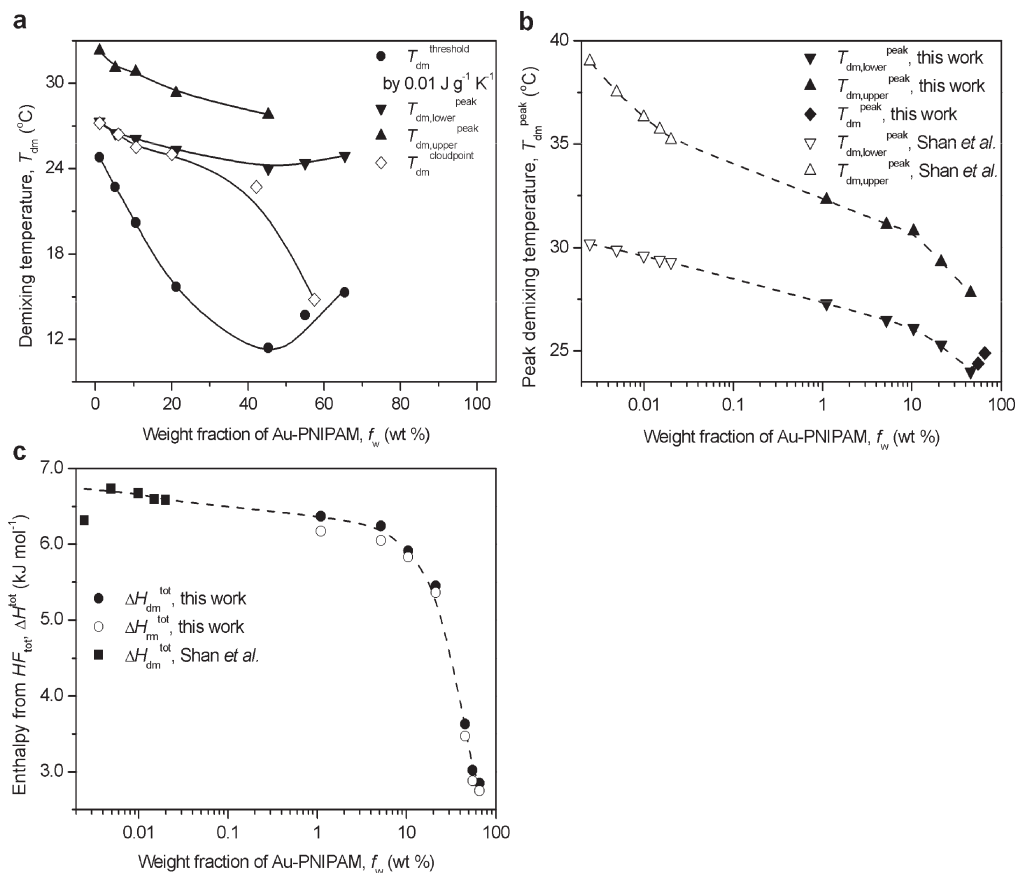 a
33
30
27
24
21
18
15
12
0
20
40
60
80
100
Demixing temperature, T_dm (°C)
Weight fraction of Au-PNIPAM, f_w (wt %)
T_dm^threshold
by 0.01 J g⁻¹ K⁻¹
T_dm,lower^peak
T_dm,upper^peak
T_dm^cloudpoint
b
40
35
30
25
0.01
0.1
1
10
100
Peak demixing temperature, T_dm^peak (°C)
Weight fraction of Au-PNIPAM, f_w (wt %)
T_dm,lower^peak, this work
T_dm,upper^peak, this work
T_dm^peak, this work
T_dm,lower^peak, Shan et al.
T_dm,upper^peak, Shan et al.
c
7.0
6.0
5.0
4.0
3.0
0.01
0.1
1
10
100
Enthalpy from HF_tot, ΔH^tot (kJ mol⁻¹)
Weight fraction of Au-PNIPAM, f_w (wt %)
ΔH_dm^tot, this work
ΔH_rm^tot, this work
ΔH_dm^tot, Shan et al.